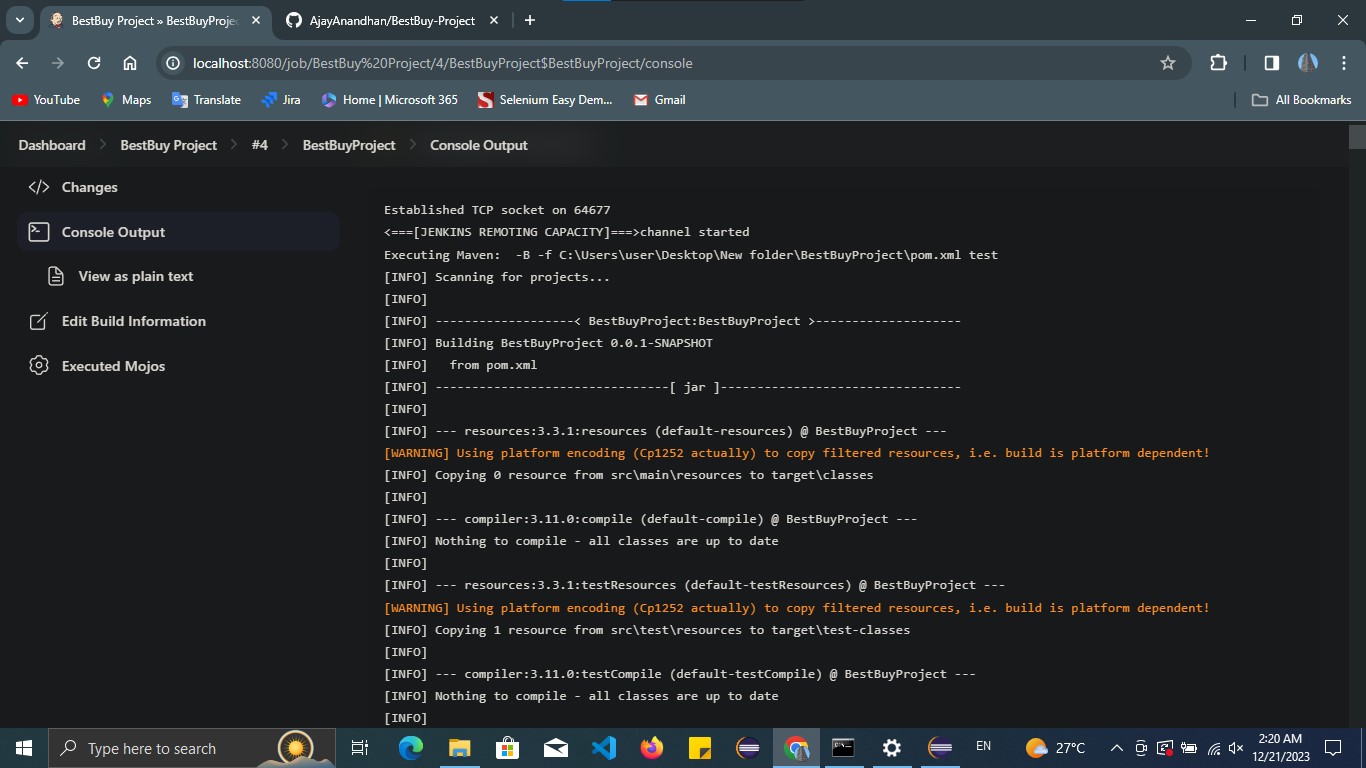 BestBuy Project » BestBuyProje
AjayAnandhan/BestBuy-Project
localhost:8080/job/BestBuy%20Project/4/BestBuyProject$BestBuyProject/console
YouTube
Maps
Translate
Jira
Home | Microsoft 365
Selenium Easy Dem...
Gmail
All Bookmarks
Dashboard
BestBuy Project
#4
BestBuyProject
Console Output
Changes
Console Output
View as plain text
Edit Build Information
Executed Mojos
Established TCP socket on 64677
<===[JENKINS REMOTING CAPACITY]===>channel started
Executing Maven:  -B -f C:\Users\user\Desktop\New folder\BestBuyProject\pom.xml test
[INFO] Scanning for projects...
[INFO]
[INFO] -------------------< BestBuyProject:BestBuyProject >--------------------
[INFO] Building BestBuyProject 0.0.1-SNAPSHOT
[INFO]   from pom.xml
[INFO] --------------------------------[ jar ]---------------------------------
[INFO]
[INFO] --- resources:3.3.1:resources (default-resources) @ BestBuyProject ---
[WARNING] Using platform encoding (Cp1252 actually) to copy filtered resources, i.e. build is platform dependent!
[INFO] Copying 0 resource from src\main\resources to target\classes
[INFO]
[INFO] --- compiler:3.11.0:compile (default-compile) @ BestBuyProject ---
[INFO] Nothing to compile - all classes are up to date
[INFO]
[INFO] --- resources:3.3.1:testResources (default-testResources) @ BestBuyProject ---
[WARNING] Using platform encoding (Cp1252 actually) to copy filtered resources, i.e. build is platform dependent!
[INFO] Copying 1 resource from src\test\resources to target\test-classes
[INFO]
[INFO] --- compiler:3.11.0:testCompile (default-testCompile) @ BestBuyProject ---
[INFO] Nothing to compile - all classes are up to date
[INFO]
Type here to search
EN
27°C
2:20 AM
12/21/2023